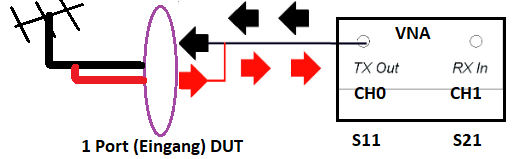 VNA
TX Out RX In
CH0 CH1
1 Port (Eingang) DUT S11 S21